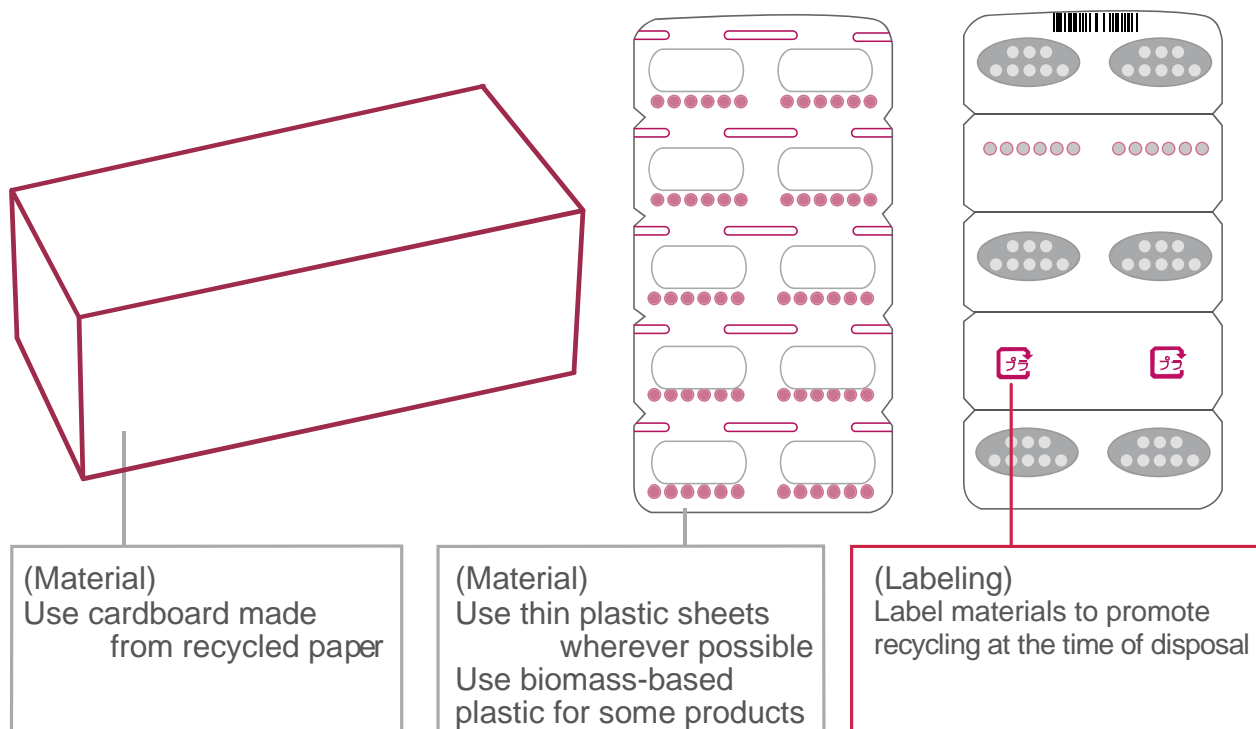 プラ
プラ
(Material)
Use cardboard made
from recycled paper
(Material)
Use thin plastic sheets
wherever possible
Use biomass-based
plastic for some products
(Labeling)
Label materials to promote
recycling at the time of disposal